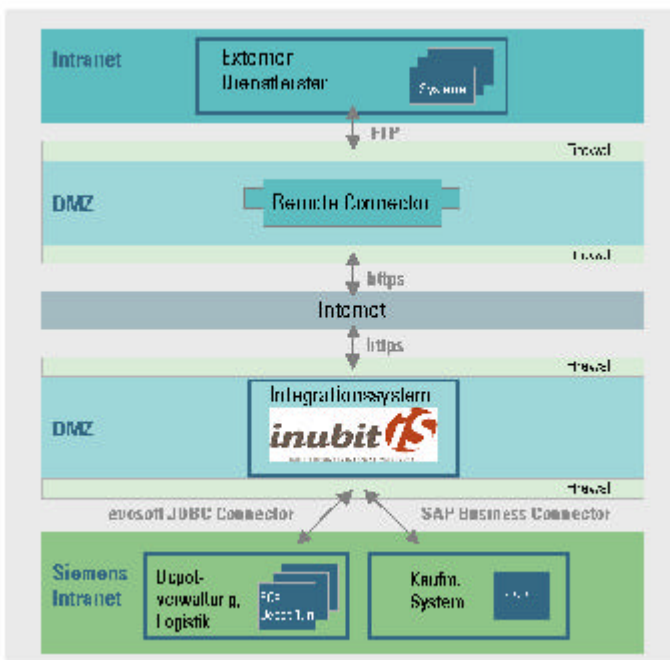 Intranet
Externer
Dienstleister
Systeme
FTP
Firewall
DMZ
Remote Connector
Firewall
https
Internet
https
Firewall
Integrationssystem
DMZ
inubit IS
Firewall
evosoft JDBC Connector
SAP Business Connector
Siemens
Intranet
Depot-
verwaltung,
Logistik
Kaufm.
System